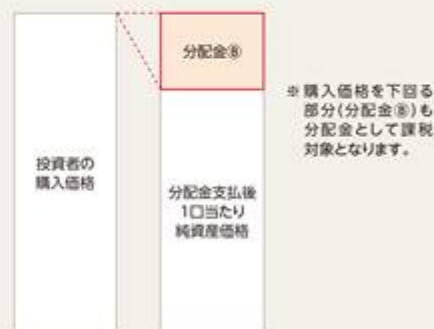 分配金Ⓑ
※購入価格を下回る
部分(分配金Ⓑ)も
分配金として課税
対象となります。
投資者の
購入価格
分配金支払後
1口当たり
純資産価格